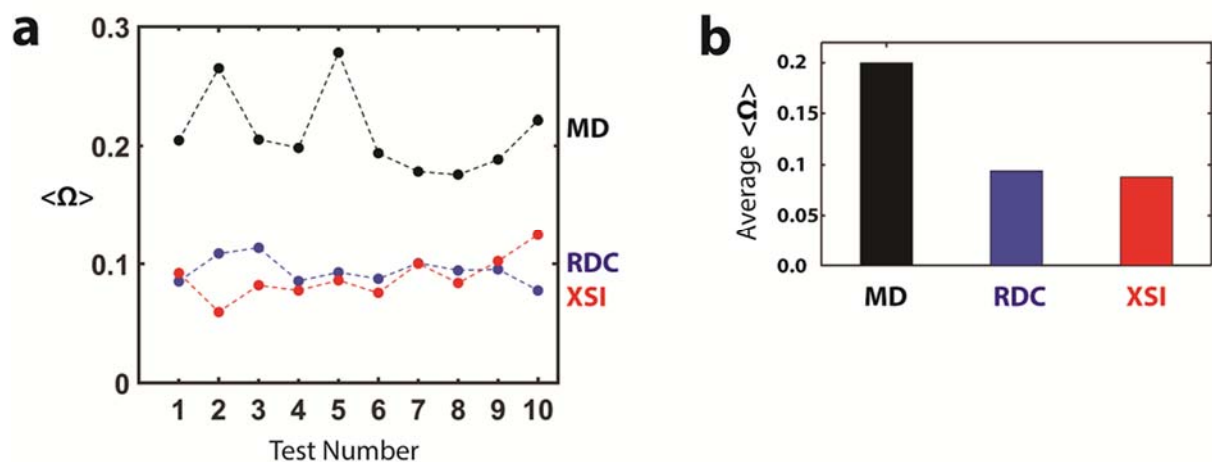 a
0.3
0.2
0.1
0
<Ω>
MD
RDC
XSI
1 2 3 4 5 6 7 8 9 10
Test Number
b
0.2
0.15
0.1
0.05
0.0
Average <Ω>
MD RDC XSI